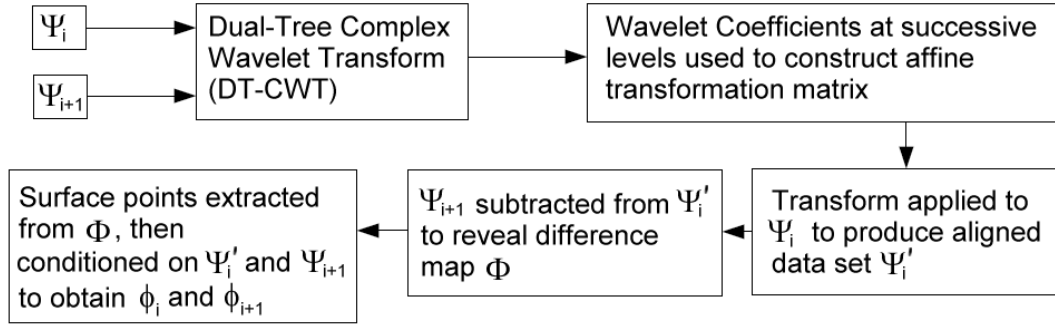 Ψi
Ψi+1
Dual-Tree Complex
Wavelet Transform
(DT-CWT)
Wavelet Coefficients at successive
levels used to construct affine
transformation matrix
Transform applied to
Ψi to produce aligned
data set Ψi'
Ψi+1 subtracted from Ψi'
to reveal difference
map Φ
Surface points extracted
from Φ, then
conditioned on Ψi' and Ψi+1
to obtain ϕi and ϕi+1